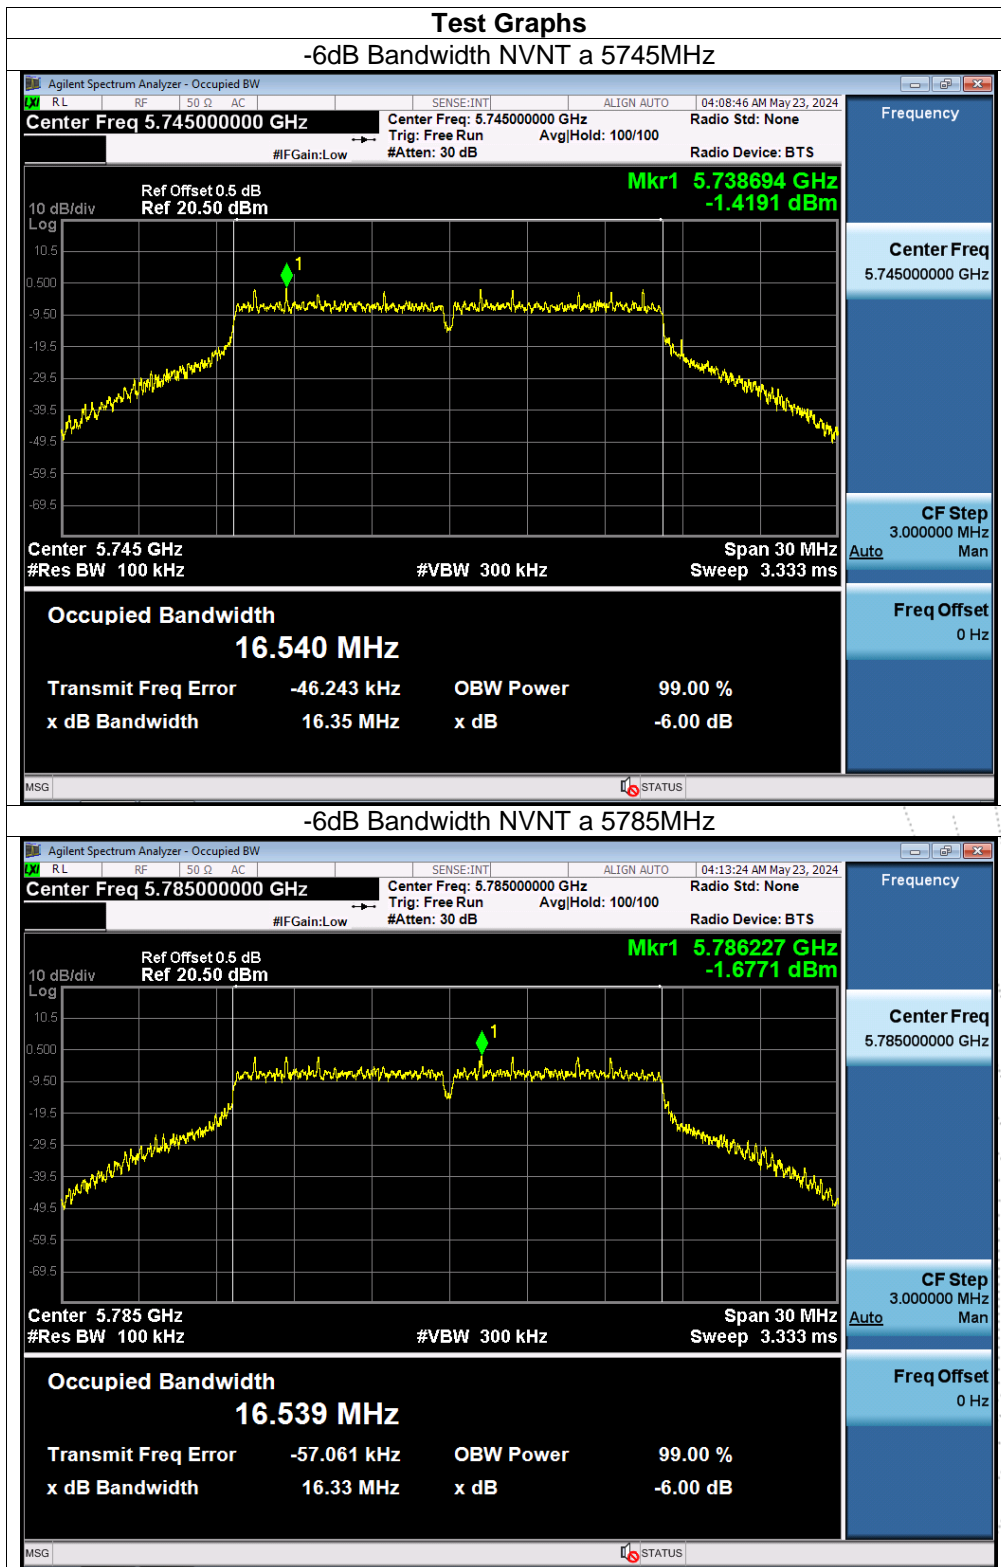 Test Graphs
-6dB Bandwidth NVNT a 5745MHz
Agilent Spectrum Analyzer - Occupied BW
LXI RL RF 50 Ω AC SENSE:INT ALIGN AUTO 04:08:46 AM May 23, 2024
Center Freq 5.745000000 GHz
Center Freq: 5.745000000 GHz Radio Std: None
Trig: Free Run Avg|Hold: 100/100
#IFGain:Low #Atten: 30 dB Radio Device: BTS
Frequency
Mkr1 5.738694 GHz
-1.4191 dBm
Ref Offset 0.5 dB
10 dB/div Ref 20.50 dBm
Log
10.5
0.500
-9.50
-19.5
-29.5
-39.5
-49.5
-59.5
-69.5
1
Center Freq
5.745000000 GHz
CF Step
3.000000 MHz
Auto Man
Center 5.745 GHz Span 30 MHz
#Res BW 100 kHz #VBW 300 kHz Sweep 3.333 ms
Freq Offset
0 Hz
Occupied Bandwidth
16.540 MHz
Transmit Freq Error -46.243 kHz OBW Power 99.00 %
x dB Bandwidth 16.35 MHz x dB -6.00 dB
MSG STATUS
-6dB Bandwidth NVNT a 5785MHz
Agilent Spectrum Analyzer - Occupied BW
LXI RL RF 50 Ω AC SENSE:INT ALIGN AUTO 04:13:24 AM May 23, 2024
Center Freq 5.785000000 GHz
Center Freq: 5.785000000 GHz Radio Std: None
Trig: Free Run Avg|Hold: 100/100
#IFGain:Low #Atten: 30 dB Radio Device: BTS
Frequency
Mkr1 5.786227 GHz
-1.6771 dBm
Ref Offset 0.5 dB
10 dB/div Ref 20.50 dBm
Log
10.5
0.500
-9.50
-19.5
-29.5
-39.5
-49.5
-59.5
-69.5
1
Center Freq
5.785000000 GHz
CF Step
3.000000 MHz
Auto Man
Center 5.785 GHz Span 30 MHz
#Res BW 100 kHz #VBW 300 kHz Sweep 3.333 ms
Freq Offset
0 Hz
Occupied Bandwidth
16.539 MHz
Transmit Freq Error -57.061 kHz OBW Power 99.00 %
x dB Bandwidth 16.33 MHz x dB -6.00 dB
MSG STATUS